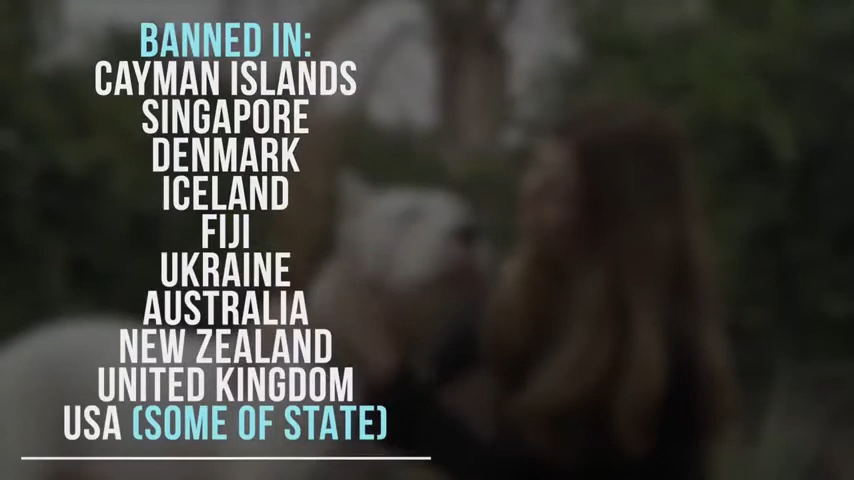 BANNED IN:
CAYMAN ISLANDS
SINGAPORE
DENMARK
ICELAND
FIJI
UKRAINE
AUSTRALIA
NEW ZEALAND
UNITED KINGDOM
USA (SOME OF STATE)